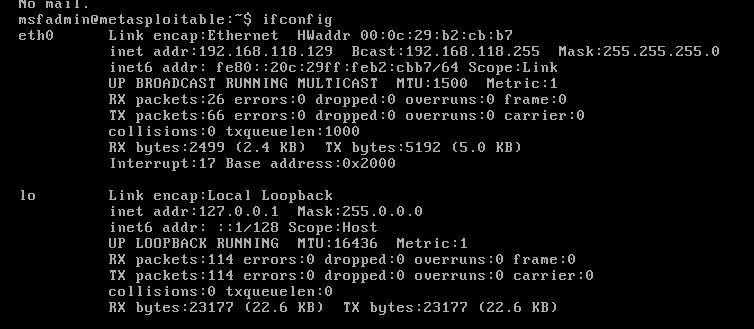 No mail.
msfadmin@metasploitable:~$ ifconfig
eth0 Link encap:Ethernet HWaddr 00:0c:29:b2:cb:b7
inet addr:192.168.118.129 Bcast:192.168.118.255 Mask:255.255.255.0
inet6 addr: fe80::20c:29ff:feb2:cbb7/64 Scope:Link
UP BROADCAST RUNNING MULTICAST MTU:1500 Metric:1
RX packets:26 errors:0 dropped:0 overruns:0 frame:0
TX packets:66 errors:0 dropped:0 overruns:0 carrier:0
collisions:0 txqueuelen:1000
RX bytes:2499 (2.4 KB) TX bytes:5192 (5.0 KB)
Interrupt:17 Base address:0x2000
lo Link encap:Local Loopback
inet addr:127.0.0.1 Mask:255.0.0.0
inet6 addr: ::1/128 Scope:Host
UP LOOPBACK RUNNING MTU:16436 Metric:1
RX packets:114 errors:0 dropped:0 overruns:0 frame:0
TX packets:114 errors:0 dropped:0 overruns:0 carrier:0
collisions:0 txqueuelen:0
RX bytes:23177 (22.6 KB) TX bytes:23177 (22.6 KB)